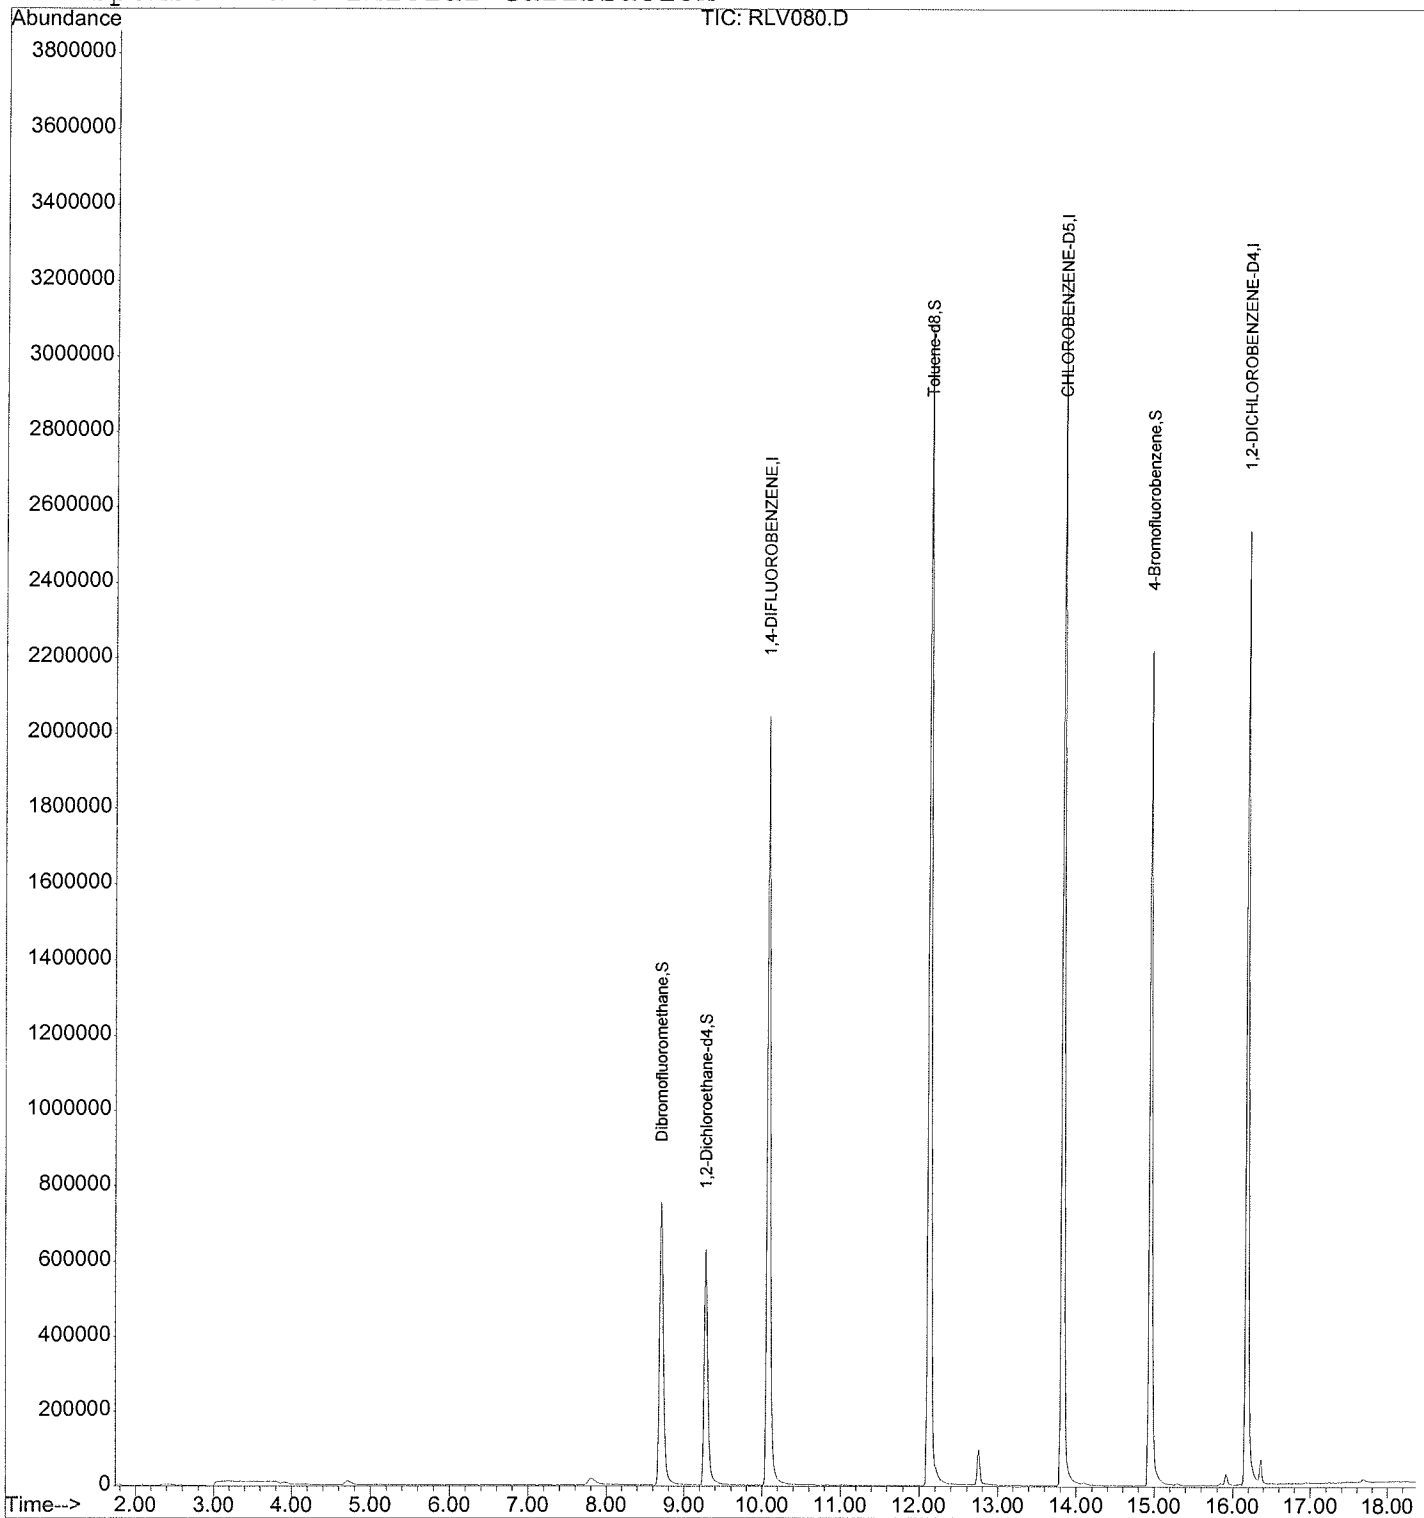 Abundance
TIC: RLV080.D
3800000
3600000
3400000
3200000
3000000
2800000
2600000
2400000
2200000
2000000
1800000
1600000
1400000
1200000
1000000
800000
600000
400000
200000
0
Dibromofluoromethane,S
1,2-Dichloroethane-d4,S
1,4-DIFLUOROBENZENE,I
Toluene-d8,S
CHLOROBENZENE-D5,I
4-Bromofluorobenzene,S
1,2-DICHLOROBENZENE-D4,I
Time--> 2.00 3.00 4.00 5.00 6.00 7.00 8.00 9.00 10.00 11.00 12.00 13.00 14.00 15.00 16.00 17.00 18.00